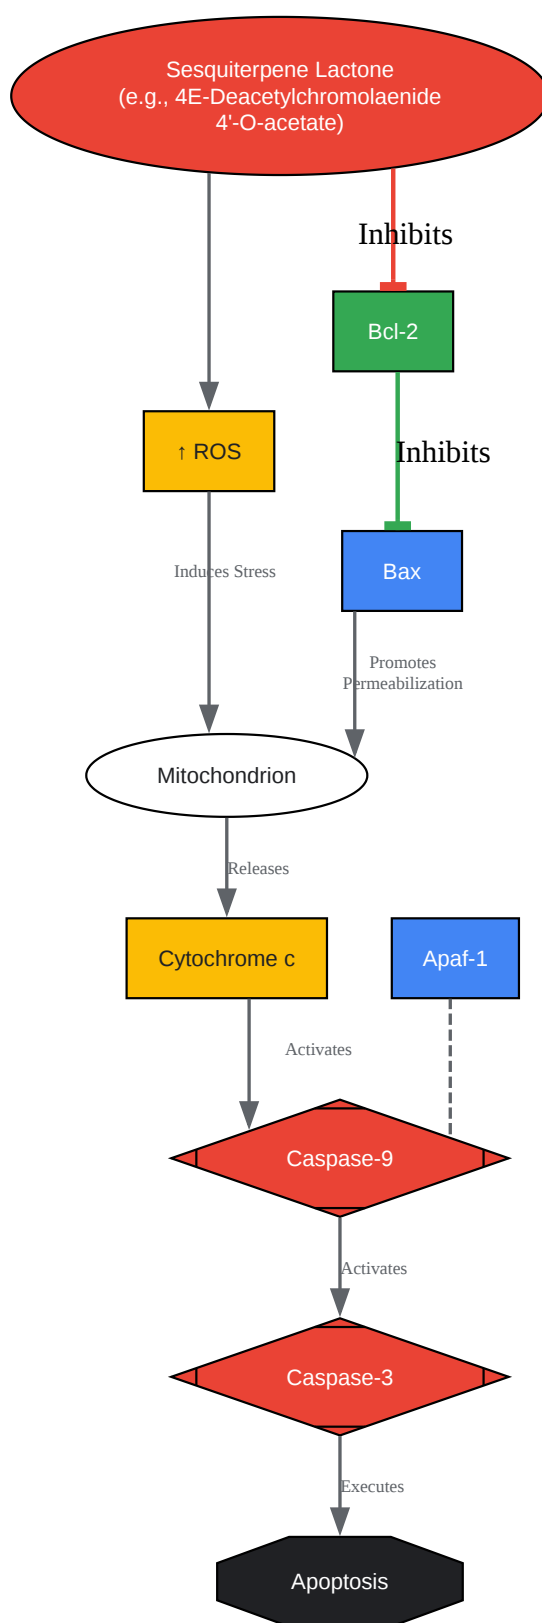 Sesquiterpene Lactone
(e.g., 4E-Deacetylchromolaenide
4'-O-acetate)
Inhibits
Bcl-2
↑ ROS
Inhibits
Induces Stress
Bax
Promotes
Permeabilization
Mitochondrion
Releases
Cytochrome c
Apaf-1
Activates
Caspase-9
Activates
Caspase-3
Executes
Apoptosis